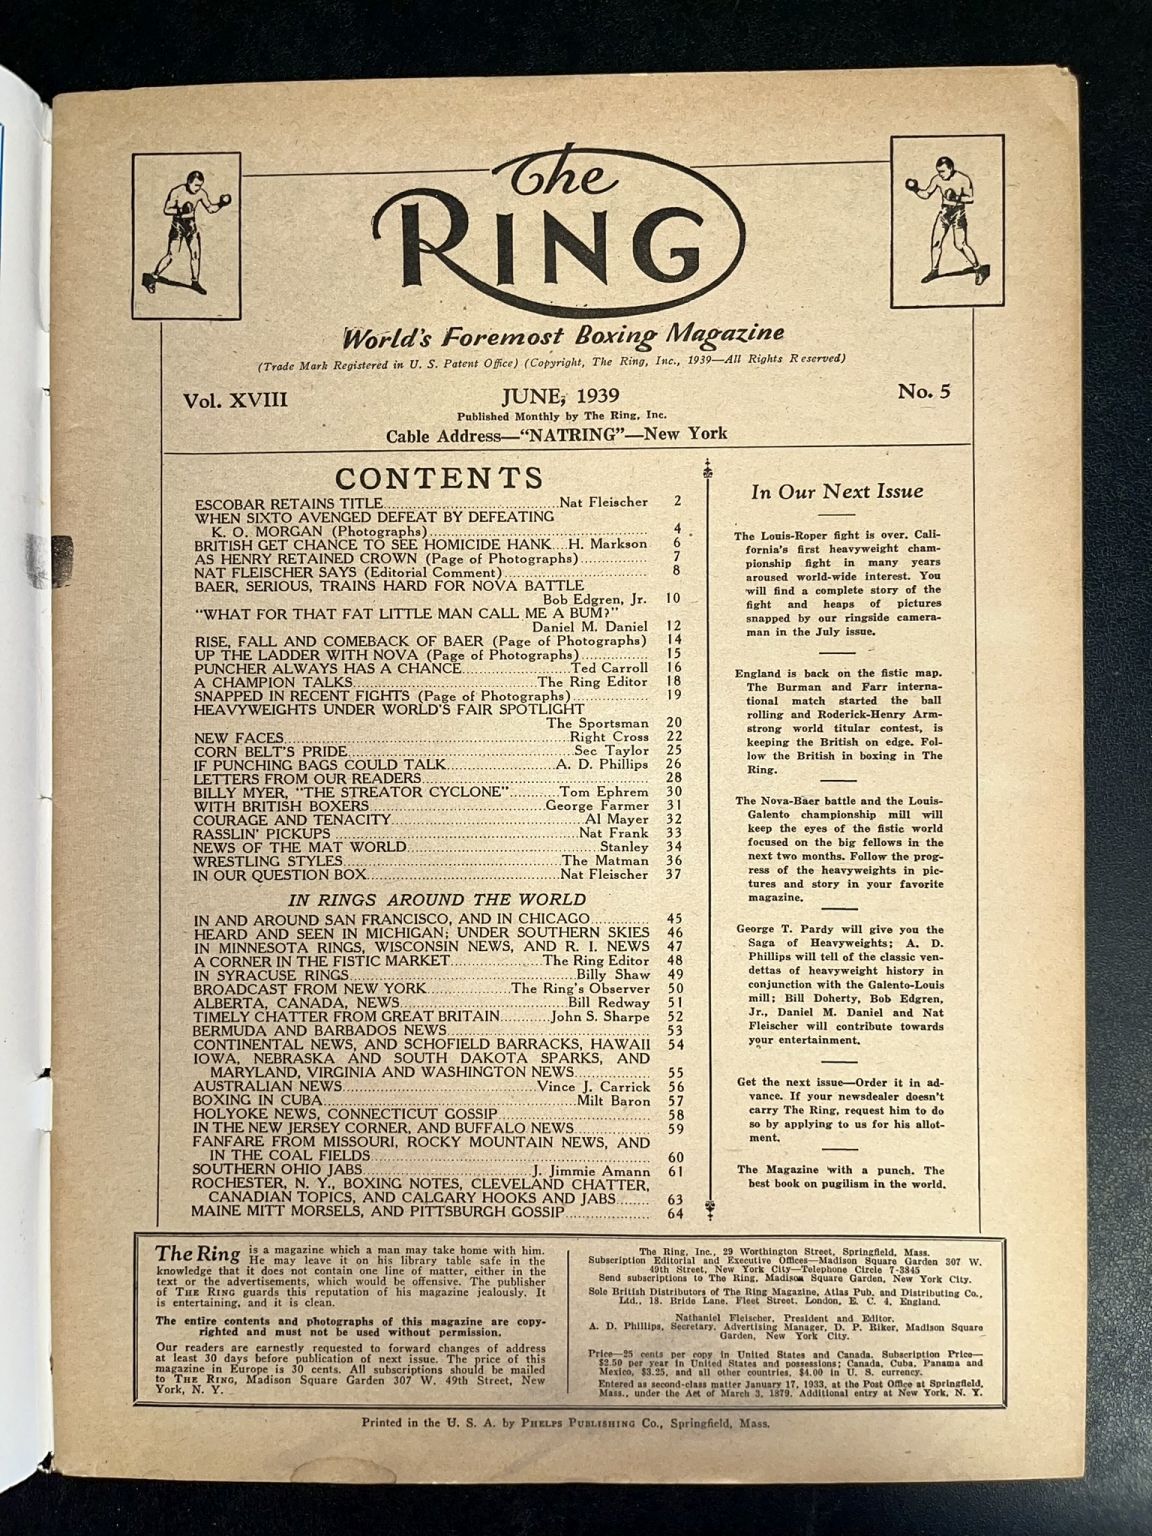 The
RING
World's Foremost Boxing Magazine
(Trade Mark Registered in U. S. Patent Office) (Copyright, The Ring, Inc., 1939—All Rights Reserved)
Vol. XVIII JUNE, 1939 No. 5
Published Monthly by The Ring, Inc.
Cable Address—"NATRING"—New York
CONTENTS
ESCOBAR RETAINS TITLE....Nat Fleischer 2
WHEN SIXTO AVENGED DEFEAT BY DEFEATING
K. O. MORGAN (Photographs).... 4
BRITISH GET CHANCE TO SEE HOMICIDE HANK....H. Markson 6
AS HENRY RETAINED CROWN (Page of Photographs).... 7
NAT FLEISCHER SAYS (Editorial Comment).... 8
BAER, SERIOUS, TRAINS HARD FOR NOVA BATTLE
Bob Edgren, Jr. 10
"WHAT FOR THAT FAT LITTLE MAN CALL ME A BUM?"
Daniel M. Daniel 12
RISE, FALL AND COMEBACK OF BAER (Page of Photographs) 14
UP THE LADDER WITH NOVA (Page of Photographs).... 15
PUNCHER ALWAYS HAS A CHANCE....Ted Carroll 16
A CHAMPION TALKS....The Ring Editor 18
SNAPPED IN RECENT FIGHTS (Page of Photographs).... 19
HEAVYWEIGHTS UNDER WORLD'S FAIR SPOTLIGHT
The Sportsman 20
NEW FACES....Right Cross 22
CORN BELT'S PRIDE....Sec Taylor 25
IF PUNCHING BAGS COULD TALK....A. D. Phillips 26
LETTERS FROM OUR READERS.... 28
BILLY MYER, "THE STREATOR CYCLONE"....Tom Ephrem 30
WITH BRITISH BOXERS....George Farmer 31
COURAGE AND TENACITY....Al Mayer 32
RASSLIN' PICKUPS....Nat Frank 33
NEWS OF THE MAT WORLD....Stanley 34
WRESTLING STYLES....The Matman 36
IN OUR QUESTION BOX....Nat Fleischer 37
IN RINGS AROUND THE WORLD
IN AND AROUND SAN FRANCISCO, AND IN CHICAGO.... 45
HEARD AND SEEN IN MICHIGAN; UNDER SOUTHERN SKIES 46
IN MINNESOTA RINGS, WISCONSIN NEWS, AND R. I. NEWS 47
A CORNER IN THE FISTIC MARKET....The Ring Editor 48
IN SYRACUSE RINGS....Billy Shaw 49
BROADCAST FROM NEW YORK....The Ring's Observer 50
ALBERTA, CANADA, NEWS....Bill Redway 51
TIMELY CHATTER FROM GREAT BRITAIN....John S. Sharpe 52
BERMUDA AND BARBADOS NEWS.... 53
CONTINENTAL NEWS, AND SCHOFIELD BARRACKS, HAWAII 54
IOWA, NEBRASKA AND SOUTH DAKOTA SPARKS, AND
MARYLAND, VIRGINIA AND WASHINGTON NEWS.... 55
AUSTRALIAN NEWS....Vince J. Carrick 56
BOXING IN CUBA....Milt Baron 57
HOLYOKE NEWS, CONNECTICUT GOSSIP.... 58
IN THE NEW JERSEY CORNER, AND BUFFALO NEWS.... 59
FANFARE FROM MISSOURI, ROCKY MOUNTAIN NEWS, AND
IN THE COAL FIELDS.... 60
SOUTHERN OHIO JABS....J. Jimmie Amann 61
ROCHESTER, N. Y., BOXING NOTES, CLEVELAND CHATTER,
CANADIAN TOPICS, AND CALGARY HOOKS AND JABS.... 63
MAINE MITT MORSELS, AND PITTSBURGH GOSSIP.... 64
In Our Next Issue
The Louis-Roper fight is over. Cali-
fornia's first heavyweight cham-
pionship fight in many years
aroused world-wide interest. You
will find a complete story of the
fight and heaps of pictures
snapped by our ringside camera-
man in the July issue.
England is back on the fistic map.
The Burman and Farr interna-
tional match started the ball
rolling and Roderick-Henry Arm-
strong world titular contest, is
keeping the British on edge. Fol-
low the British in boxing in The
Ring.
The Nova-Baer battle and the Louis-
Galento championship mill will
keep the eyes of the fistic world
focused on the big fellows in the
next two months. Follow the prog-
ress of the heavyweights in pic-
tures and story in your favorite
magazine.
George T. Pardy will give you the
Saga of Heavyweights; A. D.
Phillips will tell of the classic ven-
dettas of heavyweight history in
conjunction with the Galento-Louis
mill; Bill Doherty, Bob Edgren,
Jr., Daniel M. Daniel and Nat
Fleischer will contribute towards
your entertainment.
Get the next issue—Order it in ad-
vance. If your newsdealer doesn't
carry The Ring, request him to do
so by applying to us for his allot-
ment.
The Magazine with a punch. The
best book on pugilism in the world.
The Ring is a magazine which a man may take home with him.
He may leave it on his library table safe in the
knowledge that it does not contain one line of matter, either in the
text or the advertisements, which would be offensive. The publisher
of THE RING guards this reputation of his magazine jealously. It
is entertaining, and it is clean.
The entire contents and photographs of this magazine are copy-
righted and must not be used without permission.
Our readers are earnestly requested to forward changes of address
at least 30 days before publication of next issue. The price of this
magazine in Europe is 30 cents. All subscriptions should be mailed
to THE RING, Madison Square Garden 307 W. 49th Street, New
York, N. Y.
The Ring, Inc., 29 Worthington Street, Springfield, Mass.
Subscription Editorial and Executive Offices—Madison Square Garden 307 W.
49th Street, New York City—Telephone Circle 7-3845
Send subscriptions to The Ring, Madison Square Garden, New York City.
Sole British Distributors of The Ring Magazine, Atlas Pub. and Distributing Co.,
Ltd., 18, Bride Lane, Fleet Street, London, E. C. 4, England.
Nathaniel Fleischer, President and Editor.
A. D. Phillips, Secretary, Advertising Manager, D. P. Riker, Madison Square
Garden, New York City.
Price—25 cents per copy in United States and Canada. Subscription Price—
$2.50 per year in United States and possessions; Canada, Cuba, Panama and
Mexico, $3.25, and all other countries, $4.00 in U. S. currency.
Entered as second-class matter January 17, 1933, at the Post Office at Springfield,
Mass., under the Act of March 3, 1879. Additional entry at New York, N. Y.
Printed in the U. S. A. by PHELPS PUBLISHING CO., Springfield, Mass.